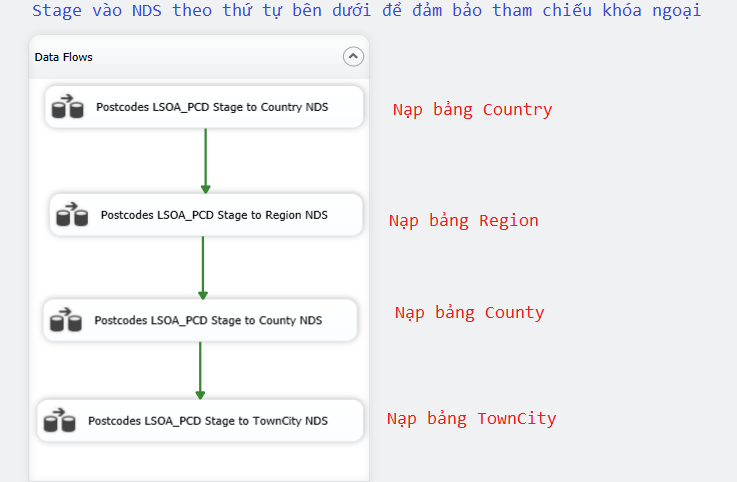 Stage vào NDS theo thứ tự bên dưới để đảm bảo tham chiếu khóa ngoại
Data Flows
Postcodes LSOA_PCD Stage to Country NDS
Nạp bảng Country
Postcodes LSOA_PCD Stage to Region NDS
Nạp bảng Region
Postcodes LSOA_PCD Stage to County NDS
Nạp bảng County
Postcodes LSOA_PCD Stage to TownCity NDS
Nạp bảng TownCity